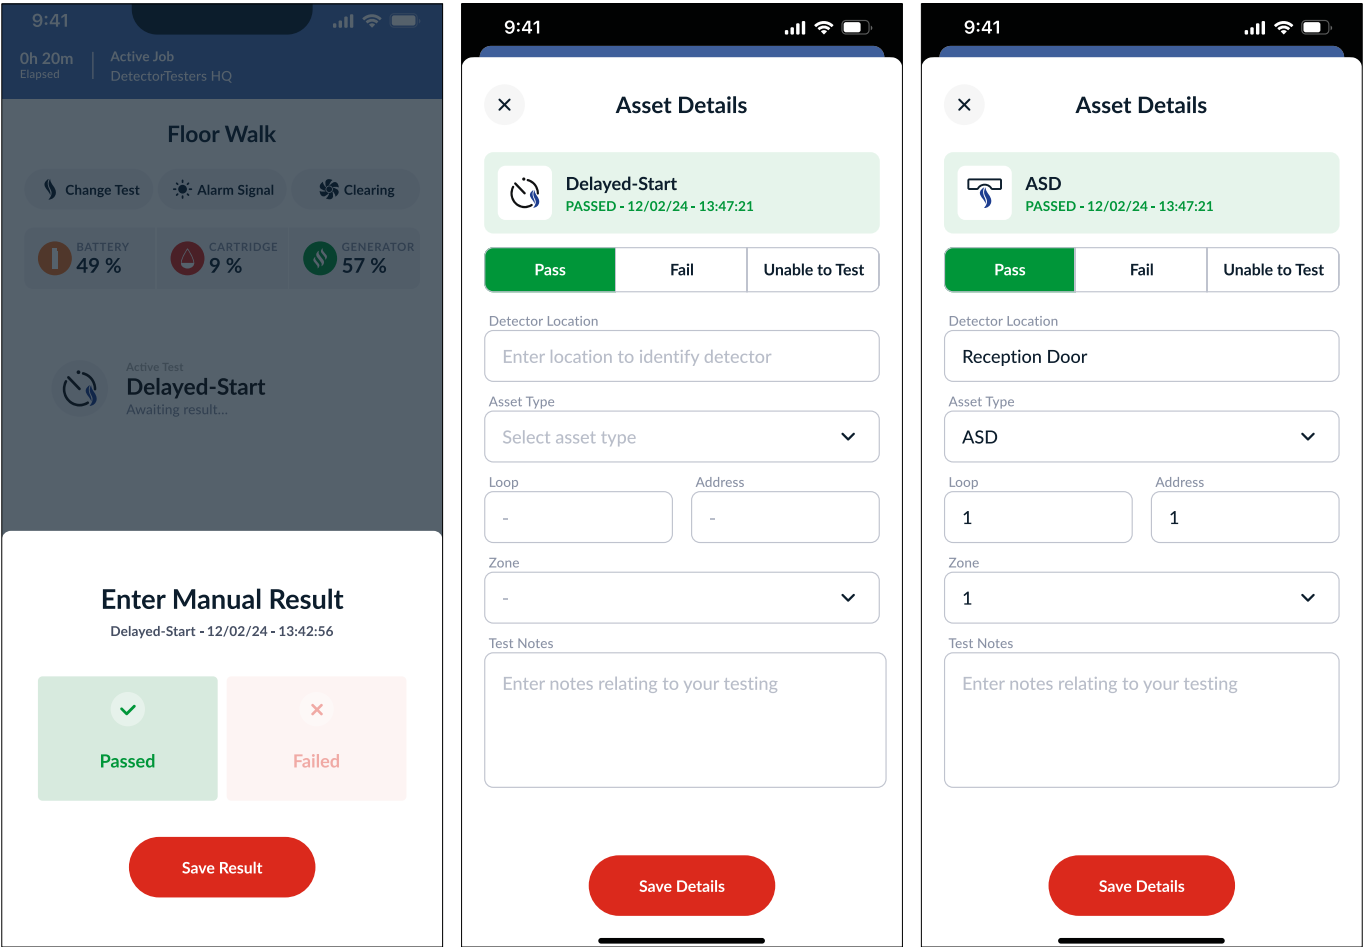 9:41
0h 20m
Elapsed
Active Job
DetectorTesters HQ
Floor Walk
Change Test
Alarm Signal
Clearing
BATTERY
49 %
CARTRIDGE
9 %
GENERATOR
57 %
Active Test
Delayed-Start
Awaiting result...
Enter Manual Result
Delayed-Start - 12/02/24 - 13:42:56
Passed
Failed
Save Result
9:41
Asset Details
Delayed-Start
PASSED - 12/02/24 - 13:47:21
Pass
Fail
Unable to Test
Detector Location
Enter location to identify detector
Asset Type
Select asset type
Loop
Address
-
-
Zone
-
Test Notes
Enter notes relating to your testing
Save Details
9:41
Asset Details
ASD
PASSED - 12/02/24 - 13:47:21
Pass
Fail
Unable to Test
Detector Location
Reception Door
Asset Type
ASD
Loop
Address
1
1
Zone
1
Test Notes
Enter notes relating to your testing
Save Details